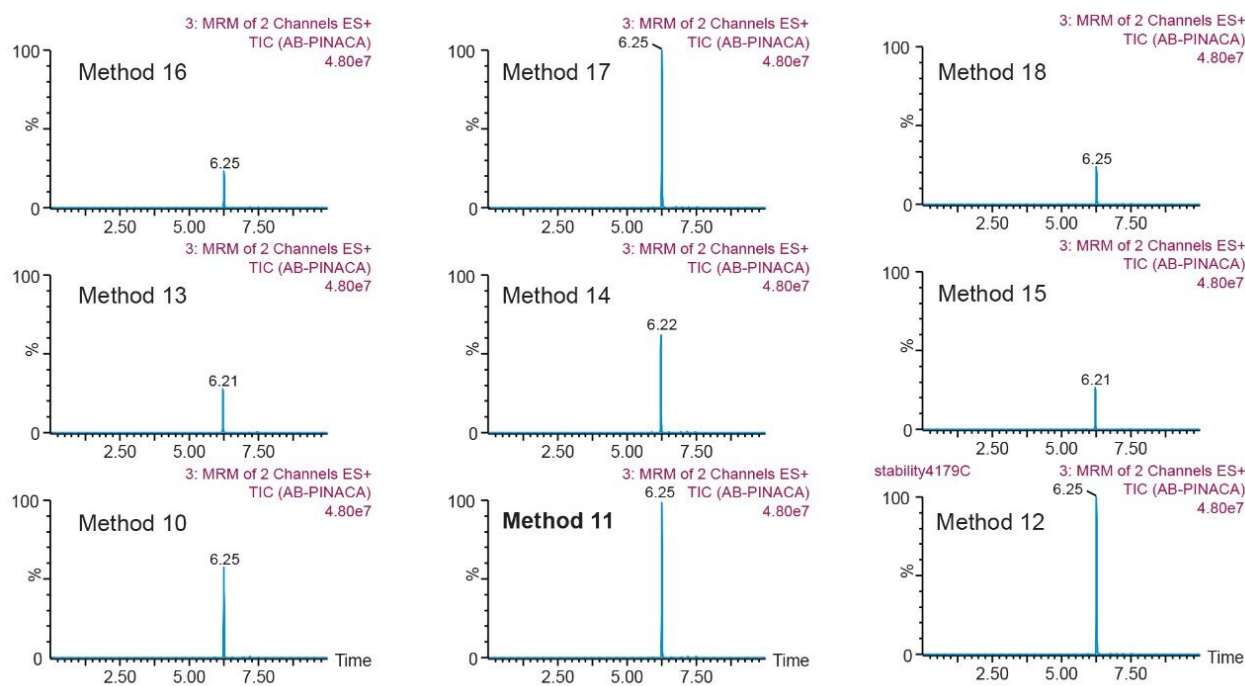 3: MRM of 2 Channels ES+
TIC (AB-PINACA)
4.80e7
100
Method 16
%
6.25
0
2.50 5.00 7.50
3: MRM of 2 Channels ES+
TIC (AB-PINACA)
4.80e7
100
6.25
Method 17
%
0
2.50 5.00 7.50
3: MRM of 2 Channels ES+
TIC (AB-PINACA)
4.80e7
100
Method 18
%
6.25
0
2.50 5.00 7.50
3: MRM of 2 Channels ES+
TIC (AB-PINACA)
4.80e7
100
Method 13
%
6.21
0
2.50 5.00 7.50
3: MRM of 2 Channels ES+
TIC (AB-PINACA)
4.80e7
100
Method 14
6.22
%
0
2.50 5.00 7.50
3: MRM of 2 Channels ES+
TIC (AB-PINACA)
4.80e7
100
Method 15
%
6.21
0
2.50 5.00 7.50
3: MRM of 2 Channels ES+
TIC (AB-PINACA)
4.80e7
100
Method 10
6.25
%
0
Time
2.50 5.00 7.50
3: MRM of 2 Channels ES+
TIC (AB-PINACA)
6.25
4.80e7
100
Method 11
%
0
2.50 5.00 7.50
stability4179C
3: MRM of 2 Channels ES+
TIC (AB-PINACA)
6.25
4.80e7
100
Method 12
%
0
Time
2.50 5.00 7.50